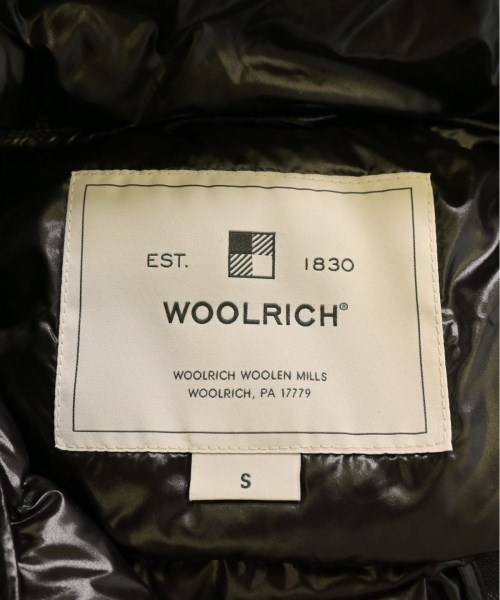 EST. 1830
WOOLRICH®
WOOLRICH WOOLEN MILLS
WOOLRICH, PA 17779
S